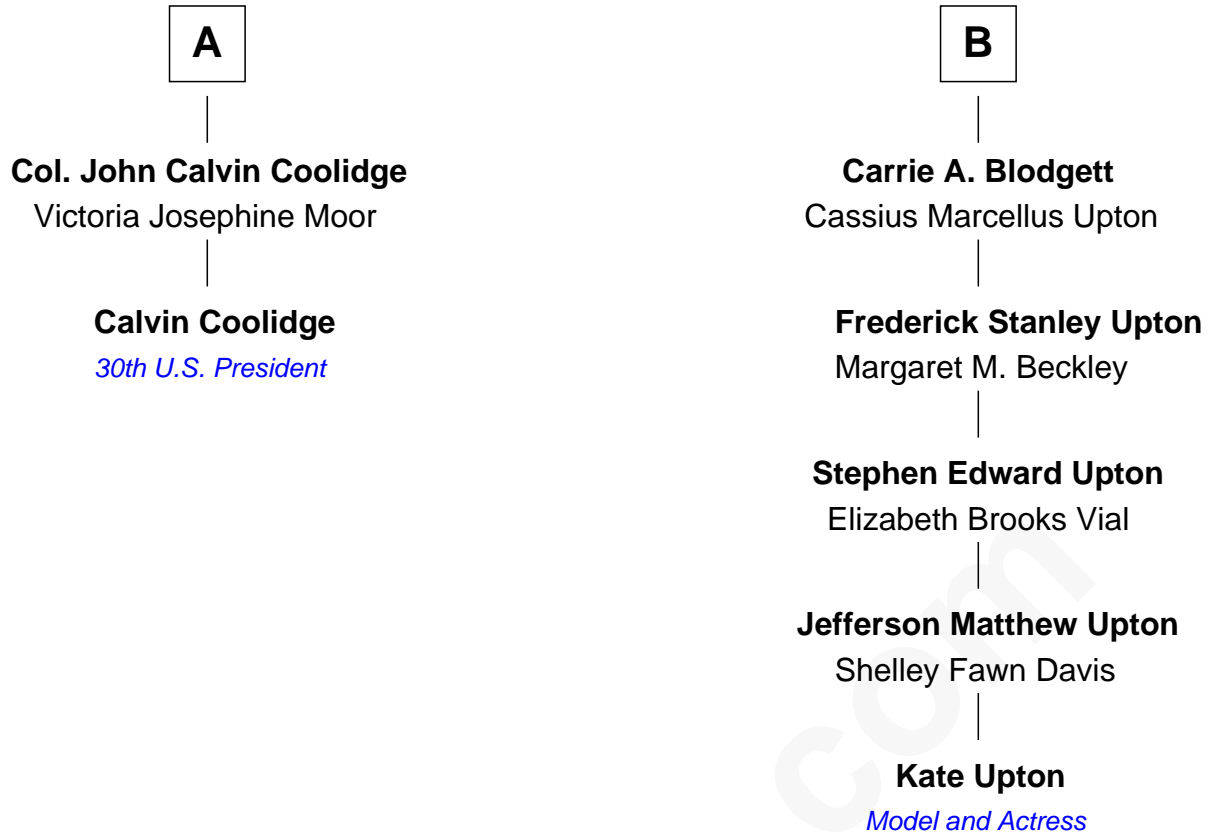 A
Col. John Calvin Coolidge
Victoria Josephine Moor
Calvin Coolidge
30th U.S. President
B
Carrie A. Blodgett
Cassius Marcellus Upton
Frederick Stanley Upton
Margaret M. Beckley
Stephen Edward Upton
Elizabeth Brooks Vial
Jefferson Matthew Upton
Shelley Fawn Davis
Kate Upton
Model and Actress
com